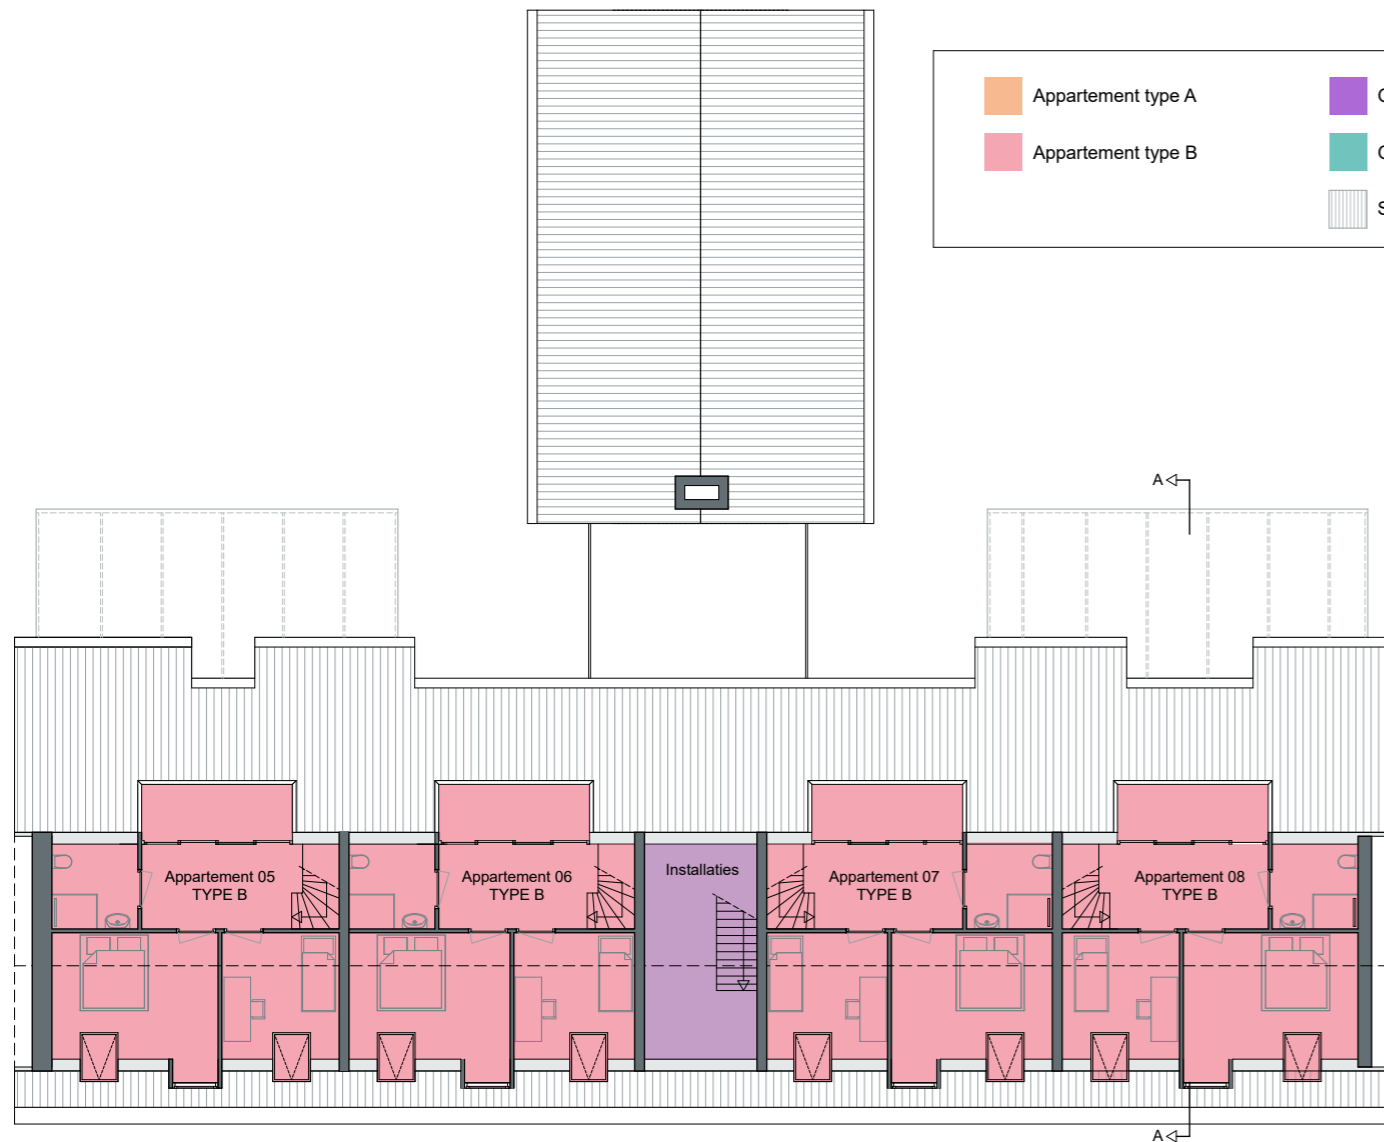 Appartement type A
Appartement type B
A
Appartement 05
TYPE B
Appartement 06
TYPE B
Installaties
Appartement 07
TYPE B
Appartement 08
TYPE B
A